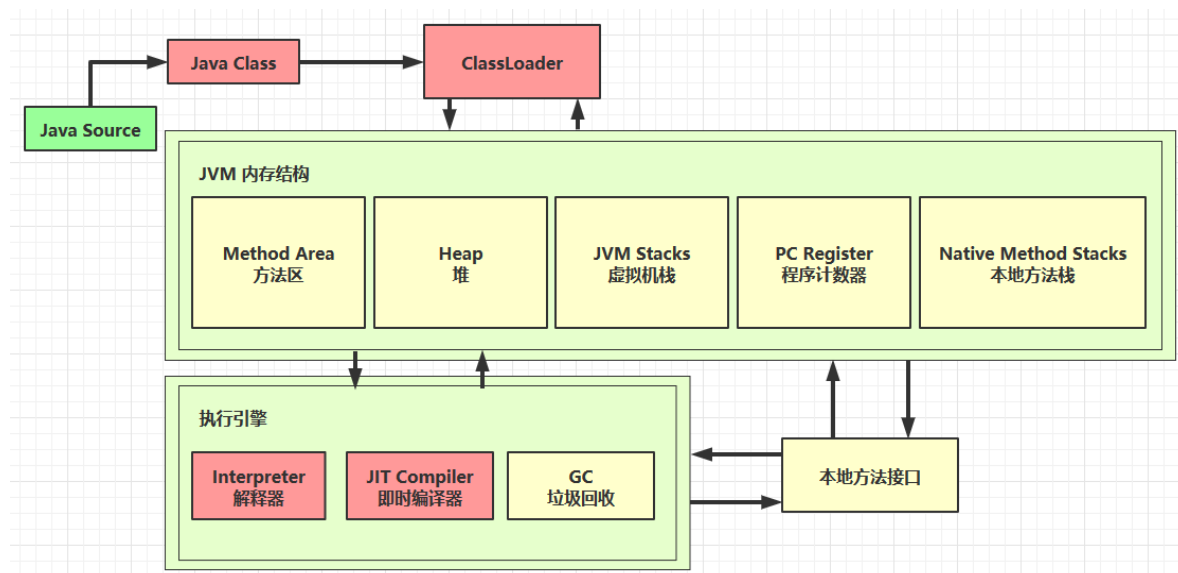 Java Class
ClassLoader
Java Source
JVM 内存结构
Method Area
方法区
Heap
堆
JVM Stacks
虚拟机栈
PC Register
程序计数器
Native Method Stacks
本地方法栈
执行引擎
Interpreter
解释器
JIT Compiler
即时编译器
GC
垃圾回收
本地方法接口